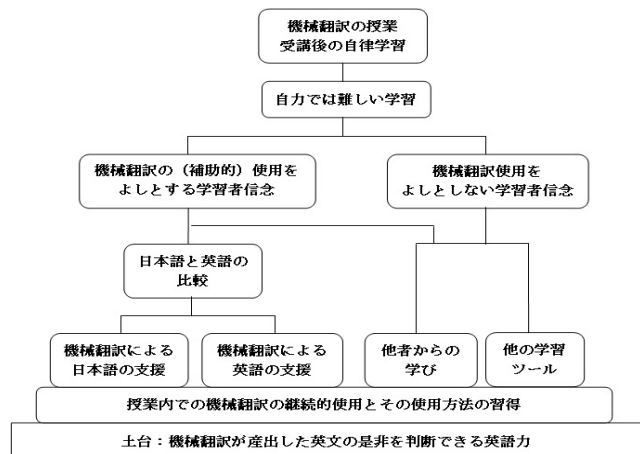 機械翻訳の授業
受講後の自律学習
自力では難しい学習
機械翻訳の（補助的）使用を
よしとする学習者信念
機械翻訳使用を
よしとしない学習者信念
日本語と英語の
比較
機械翻訳による
日本語の支援
機械翻訳による
英語の支援
他者からの
学び
他の学習
ツール
授業内での機械翻訳の継続的使用とその使用方法の習得
土台：機械翻訳が産出した英文の是非を判断できる英語力